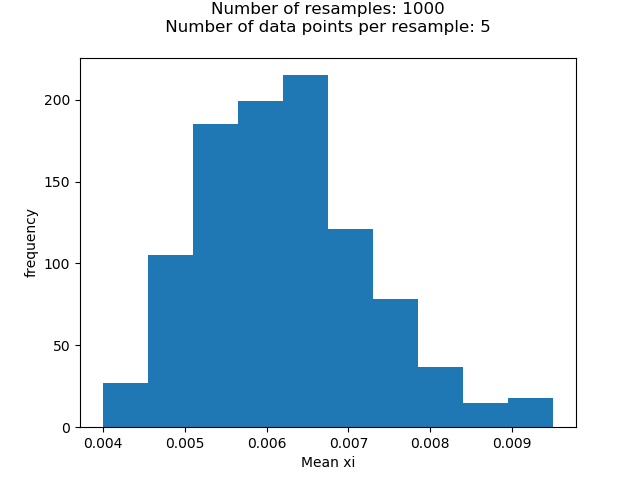 Number of resamples: 1000
Number of data points per resample: 5
200
150
100
50
0
frequency
0.004 0.005 0.006 0.007 0.008 0.009
Mean xi